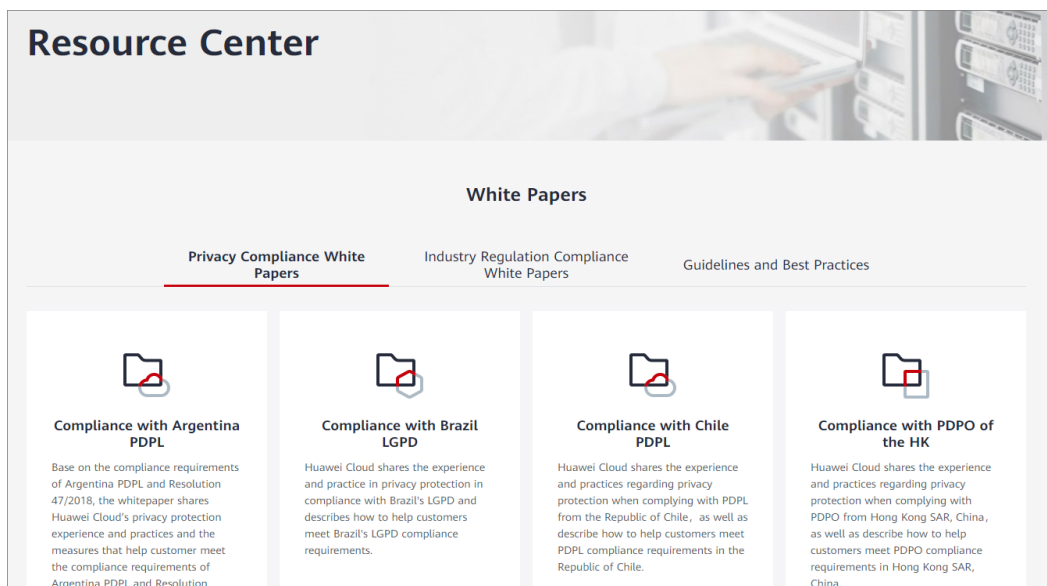 Resource Center
White Papers
Privacy Compliance White
Papers
Industry Regulation Compliance
White Papers
Guidelines and Best Practices
Compliance with Argentina
PDPL
Base on the compliance requirements
of Argentina PDPL and Resolution
47/2018, the whitepaper shares
Huawei Cloud's privacy protection
experience and practices and the
measures that help customer meet
the compliance requirements of
Argentina PDPL and Resolution
Compliance with Brazil
LGPD
Huawei Cloud shares the experience
and practice in privacy protection in
compliance with Brazil's LGPD and
describes how to help customers
meet Brazil's LGPD compliance
requirements.
Compliance with Chile
PDPL
Huawei Cloud shares the experience
and practices regarding privacy
protection when complying with PDPL
from the Republic of Chile，as well as
describe how to help customers meet
PDPL compliance requirements in the
Republic of Chile.
Compliance with PDPO of
the HK
Huawei Cloud shares the experience
and practices regarding privacy
protection when complying with
PDPO from Hong Kong SAR, China，
as well as describe how to help
customers meet PDPO compliance
requirements in Hong Kong SAR,
China